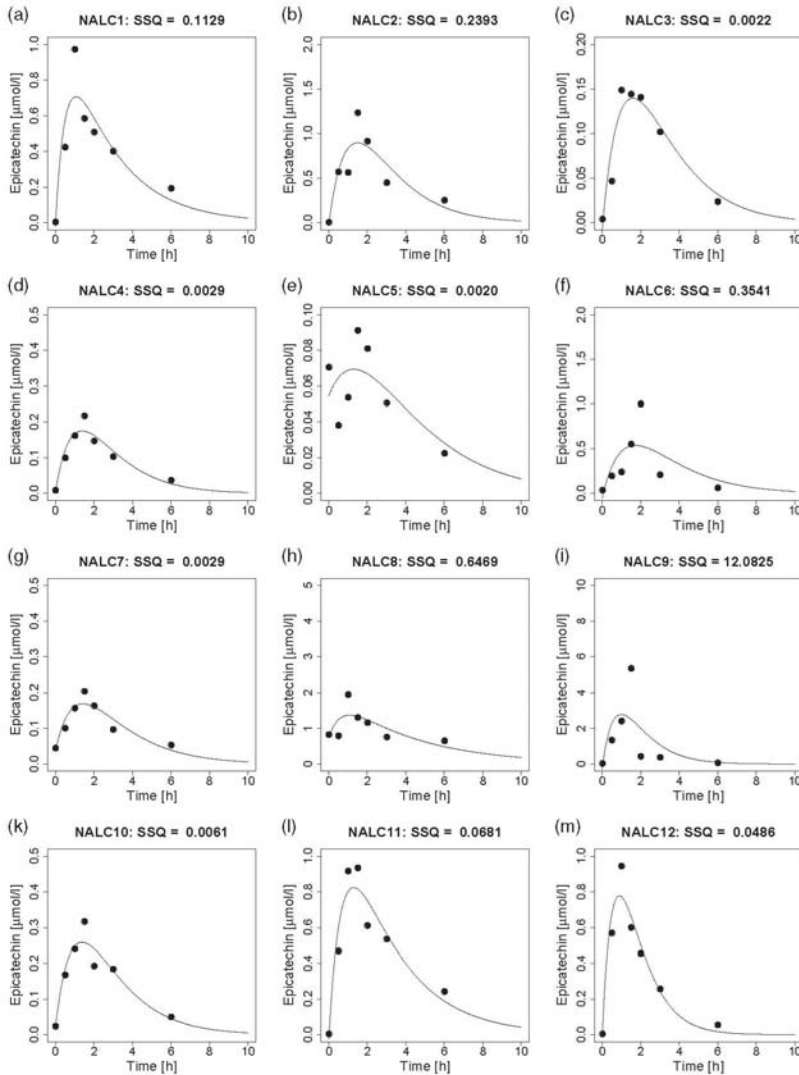 (a) NALC1: SSQ = 0.1129
Epicatechin [µmol/l]
1.0
0.8
0.6
0.4
0.2
0.0
0 2 4 6 8 10
Time [h]
(b) NALC2: SSQ = 0.2393
Epicatechin [µmol/l]
2.0
1.5
1.0
0.5
0.0
0 2 4 6 8 10
Time [h]
(c) NALC3: SSQ = 0.0022
Epicatechin [µmol/l]
0.20
0.15
0.10
0.05
0.00
0 2 4 6 8 10
Time [h]
(d) NALC4: SSQ = 0.0029
Epicatechin [µmol/l]
0.5
0.4
0.3
0.2
0.1
0.0
0 2 4 6 8 10
Time [h]
(e) NALC5: SSQ = 0.0020
Epicatechin [µmol/l]
0.10
0.08
0.06
0.04
0.02
0.00
0 2 4 6 8 10
Time [h]
(f) NALC6: SSQ = 0.3541
Epicatechin [µmol/l]
2.0
1.5
1.0
0.5
0.0
0 2 4 6 8 10
Time [h]
(g) NALC7: SSQ = 0.0029
Epicatechin [µmol/l]
0.5
0.4
0.3
0.2
0.1
0.0
0 2 4 6 8 10
Time [h]
(h) NALC8: SSQ = 0.6469
Epicatechin [µmol/l]
5
4
3
2
1
0
0 2 4 6 8 10
Time [h]
(i) NALC9: SSQ = 12.0825
Epicatechin [µmol/l]
10
8
6
4
2
0
0 2 4 6 8 10
Time [h]
(k) NALC10: SSQ = 0.0061
Epicatechin [µmol/l]
0.5
0.4
0.3
0.2
0.1
0.0
0 2 4 6 8 10
Time [h]
(l) NALC11: SSQ = 0.0681
Epicatechin [µmol/l]
1.0
0.8
0.6
0.4
0.2
0.0
0 2 4 6 8 10
Time [h]
(m) NALC12: SSQ = 0.0486
Epicatechin [µmol/l]
1.0
0.8
0.6
0.4
0.2
0.0
0 2 4 6 8 10
Time [h]